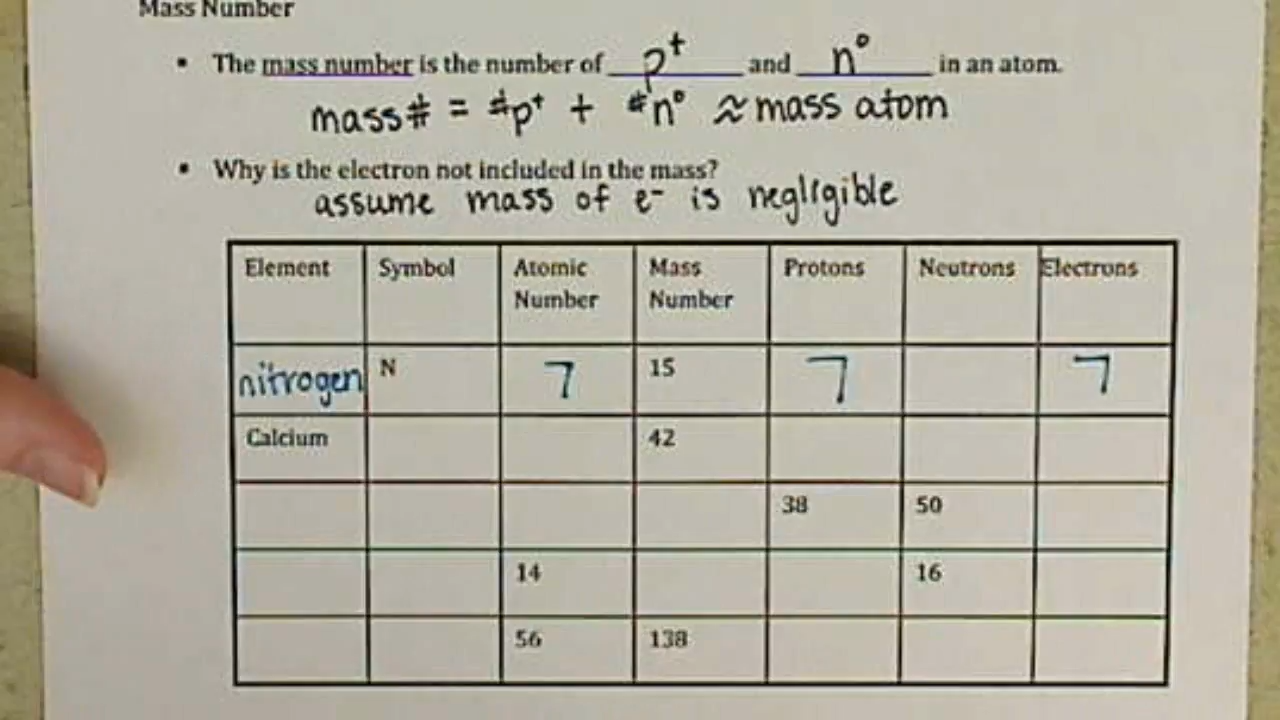 Mass Number
• The mass number is the number of p⁺ and n⁰ in an atom.
mass# = #p⁺ + #n⁰ ≈ mass atom
• Why is the electron not included in the mass?
assume mass of e⁻ is negligible
Element Symbol Atomic Number Mass Number Protons Neutrons Electrons
nitrogen N 7 15 7 7
Calcium 42
38 50
14 16
56 138